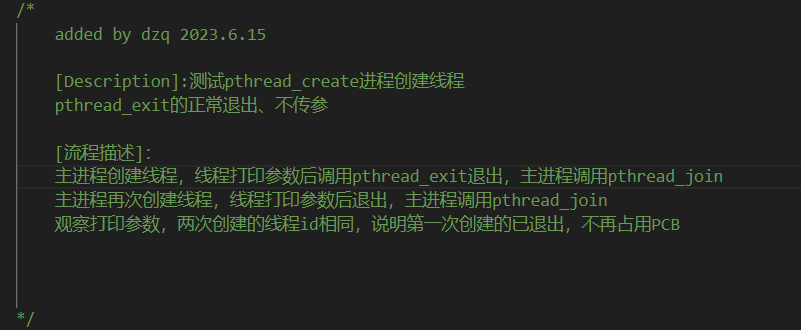 /*
added by dzq 2023.6.15
[Description]:测试pthread_create进程创建线程
pthread_exit的正常退出、不传参
[流程描述]:
主进程创建线程，线程打印参数后调用pthread_exit退出，主进程调用pthread_join
主进程再次创建线程，线程打印参数后退出，主进程调用pthread_join
观察打印参数，两次创建的线程id相同，说明第一次创建的已退出，不再占用PCB
*/